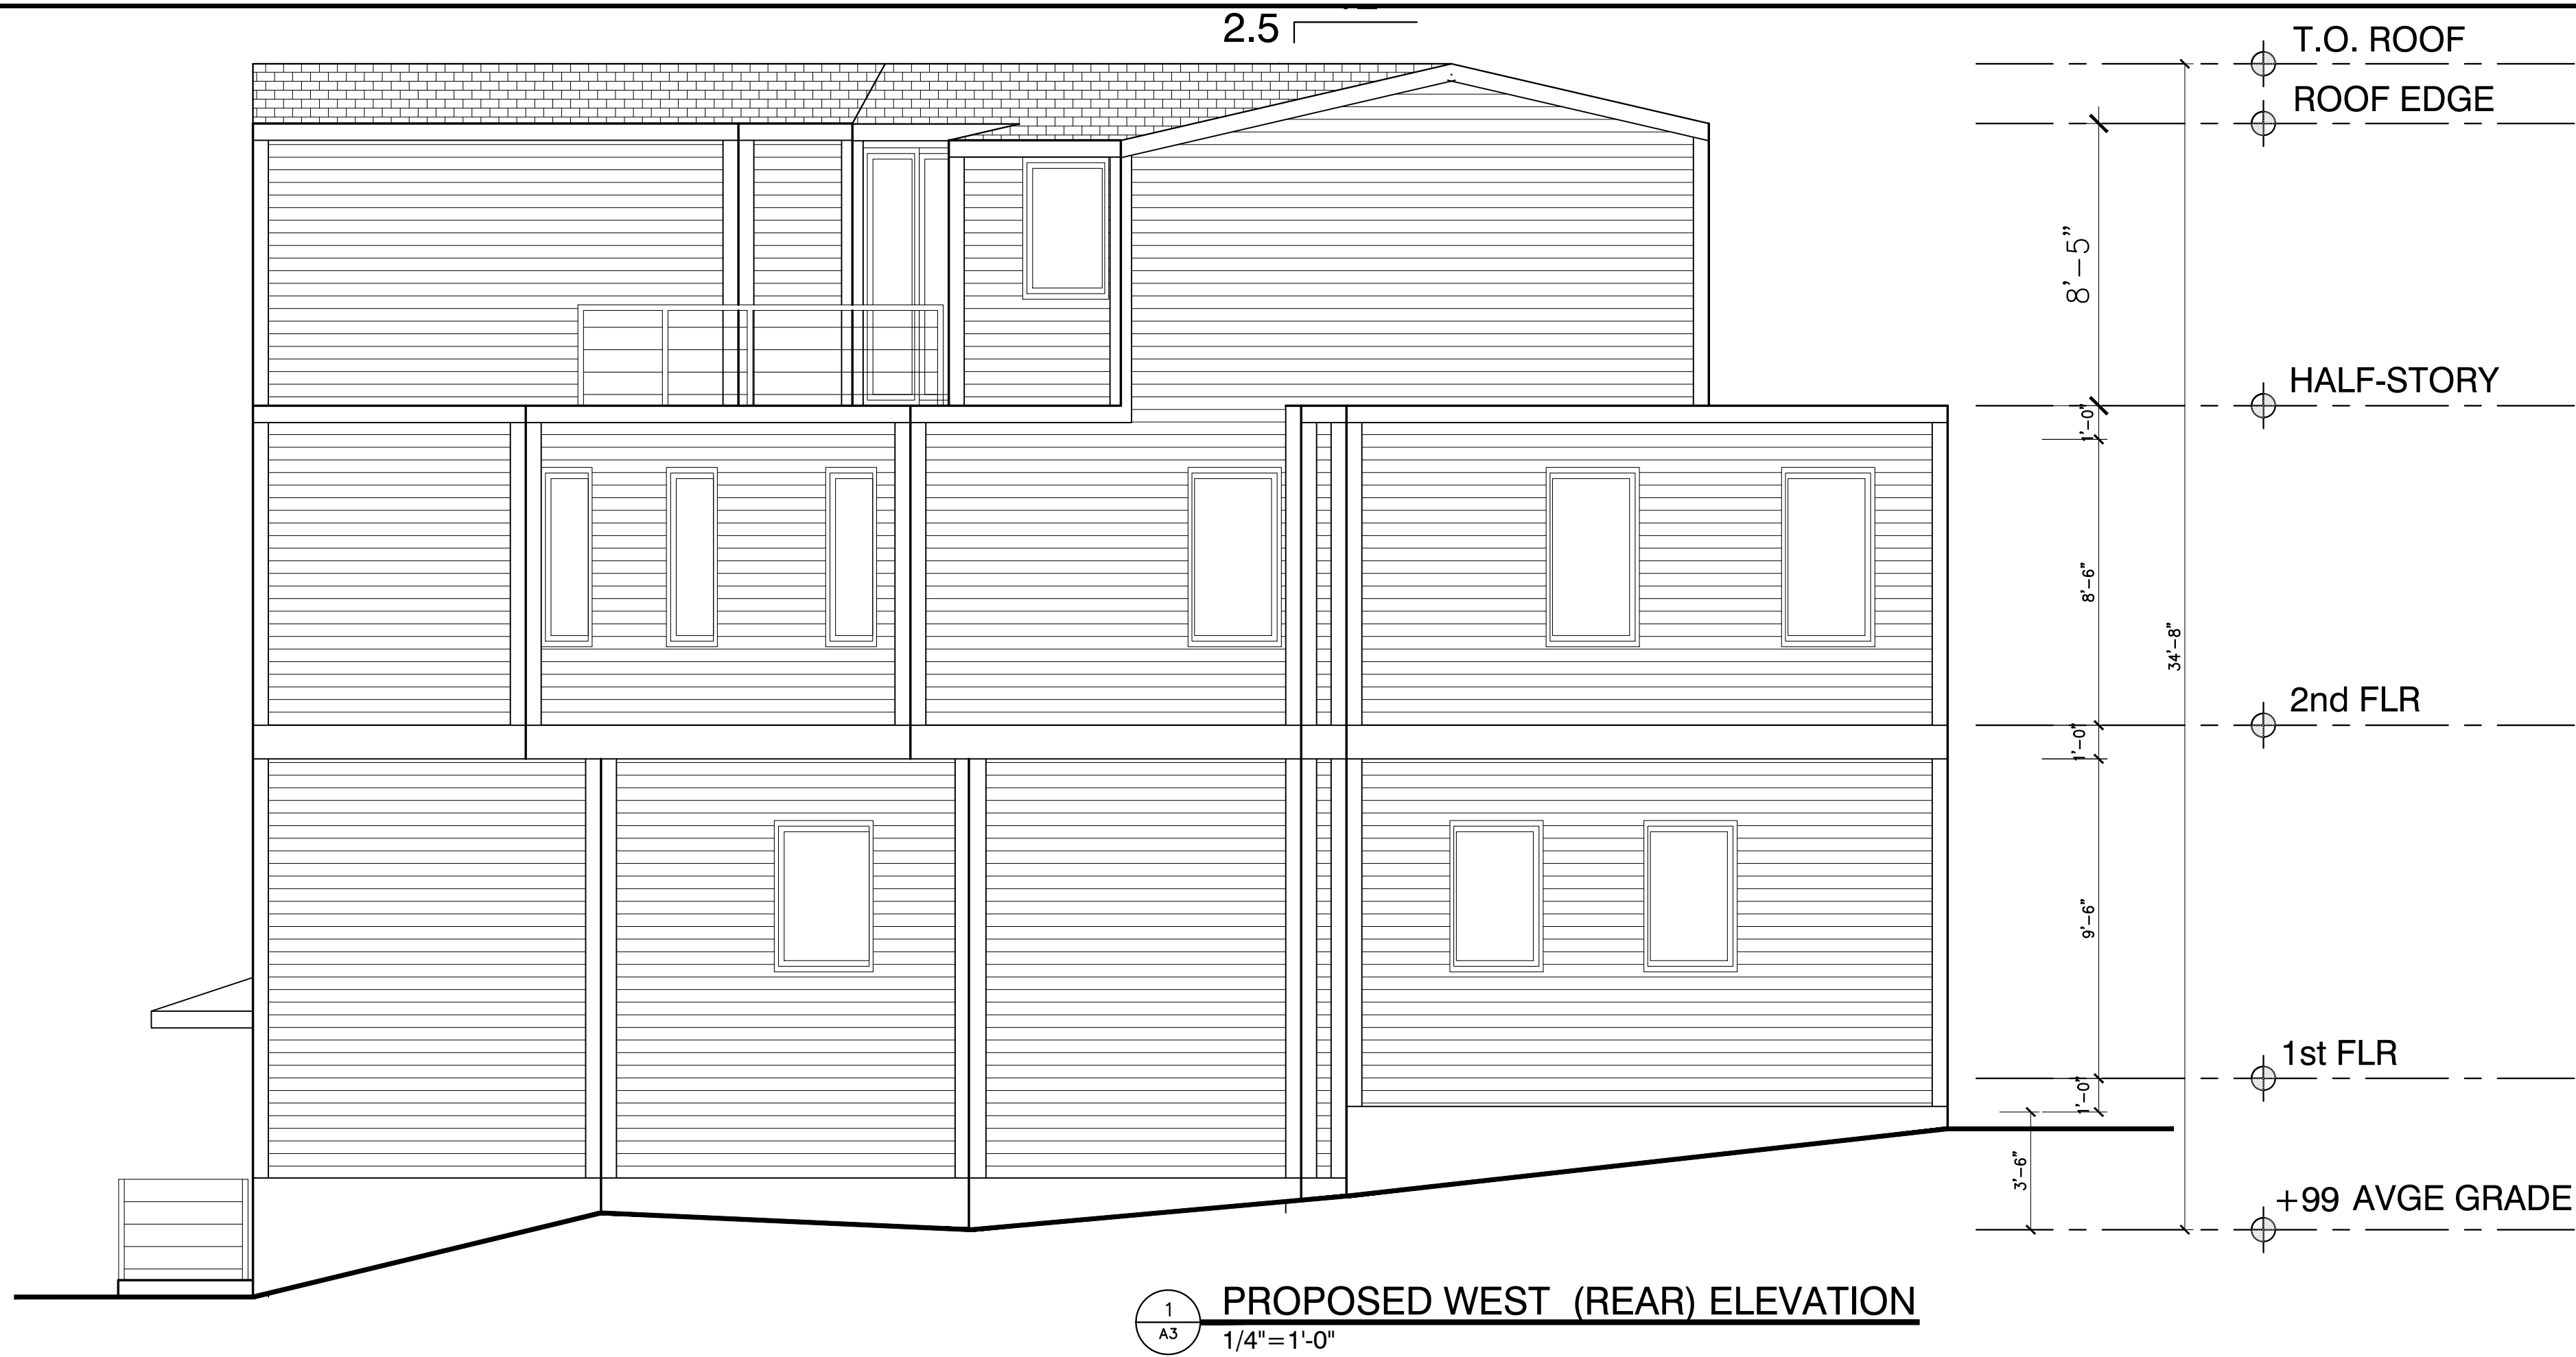 2.5
T.O. ROOF
ROOF EDGE
8'-5"
HALF-STORY
1'-0"
8'-6"
34'-8"
2nd FLR
1'-0"
9'-6"
1st FLR
1'-0"
3'-6"
+99 AVGE GRADE
1
A3
PROPOSED WEST (REAR) ELEVATION
1/4"=1'-0"